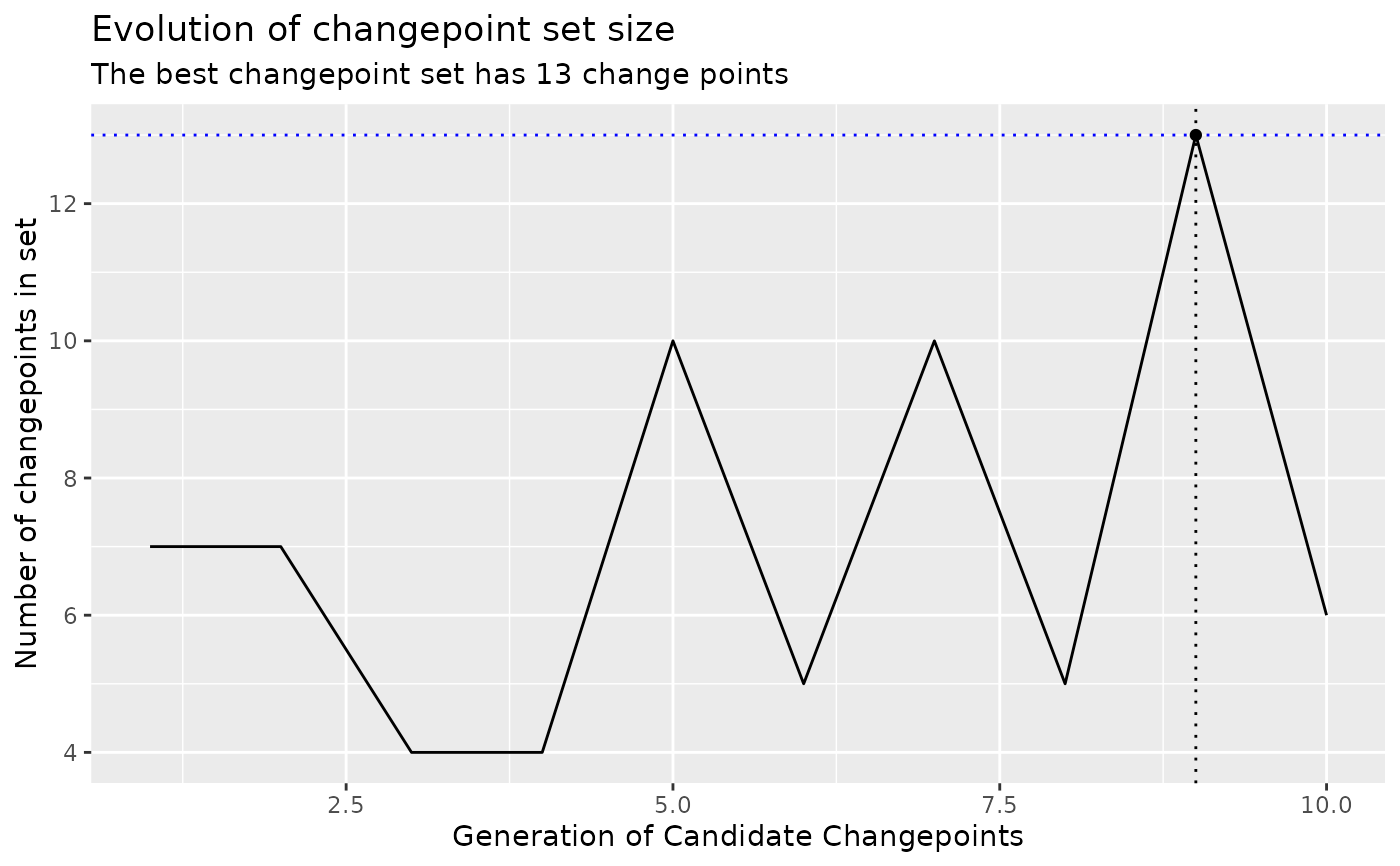 Evolution of changepoint set size
The best changepoint set has 13 change points
Number of changepoints in set
12
10
8
6
4
2.5 5.0 7.5 10.0
Generation of Candidate Changepoints